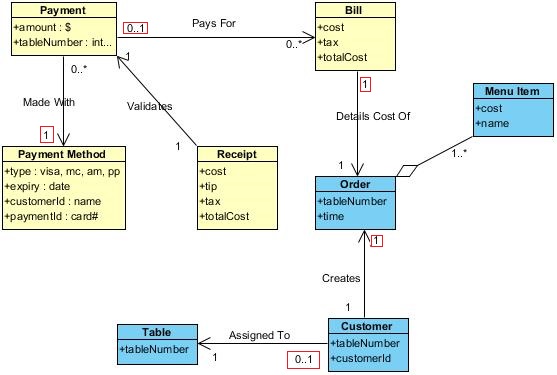 Payment
+amount : $
+tableNumber : int...
0..1
Pays For
0..*
Bill
+cost
+tax
+totalCost
0..*
Made With
1
1
Validates
1
1
Details Cost Of
1
Menu Item
+cost
+name
1..*
Payment Method
+type : visa, mc, am, pp
+expiry : date
+customerId : name
+paymentId : card#
Receipt
+cost
+tip
+tax
+totalCost
Order
+tableNumber
+time
1
Creates
1
Table
+tableNumber
1
Assigned To
0..1
Customer
+tableNumber
+customerId